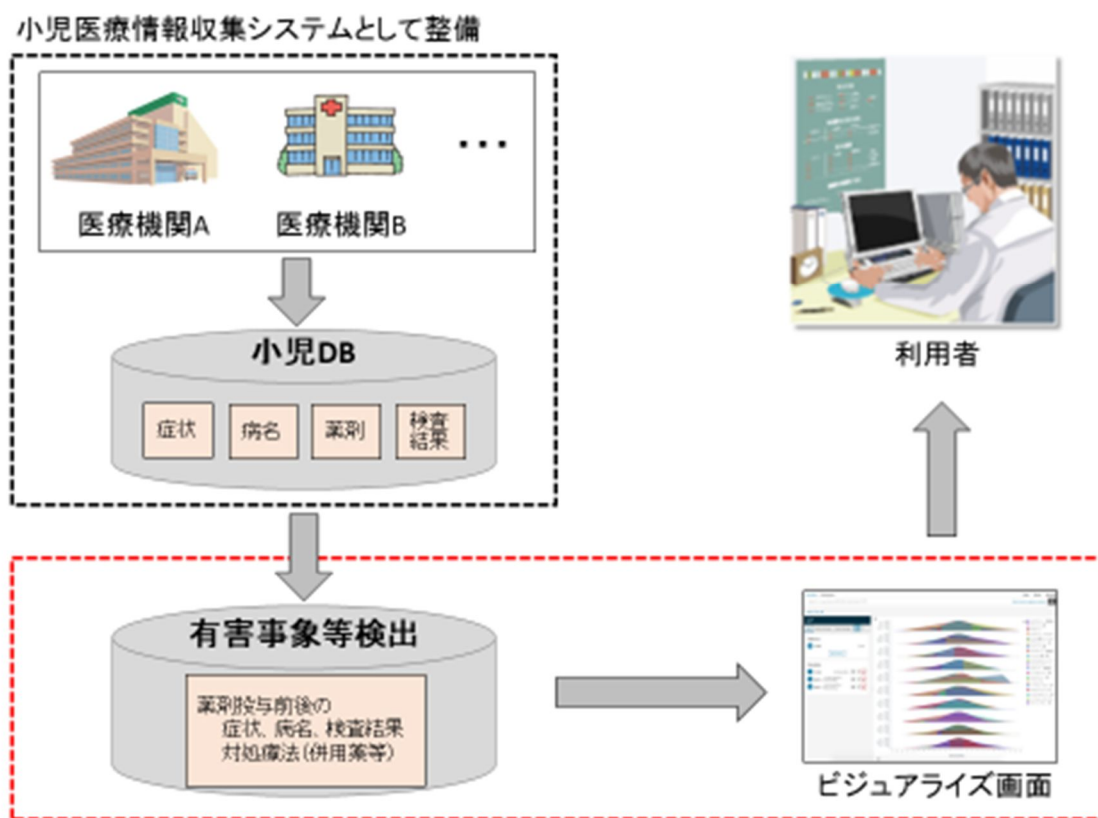 小児医療情報収集システムとして整備
医療機関A
医療機関B
･･･
小児DB
症状
病名
薬剤
検査
結果
利用者
有害事象等検出
薬剤投与前後の
症状、病名、検査結果
対処療法(併用薬等)
ビジュアライズ画面